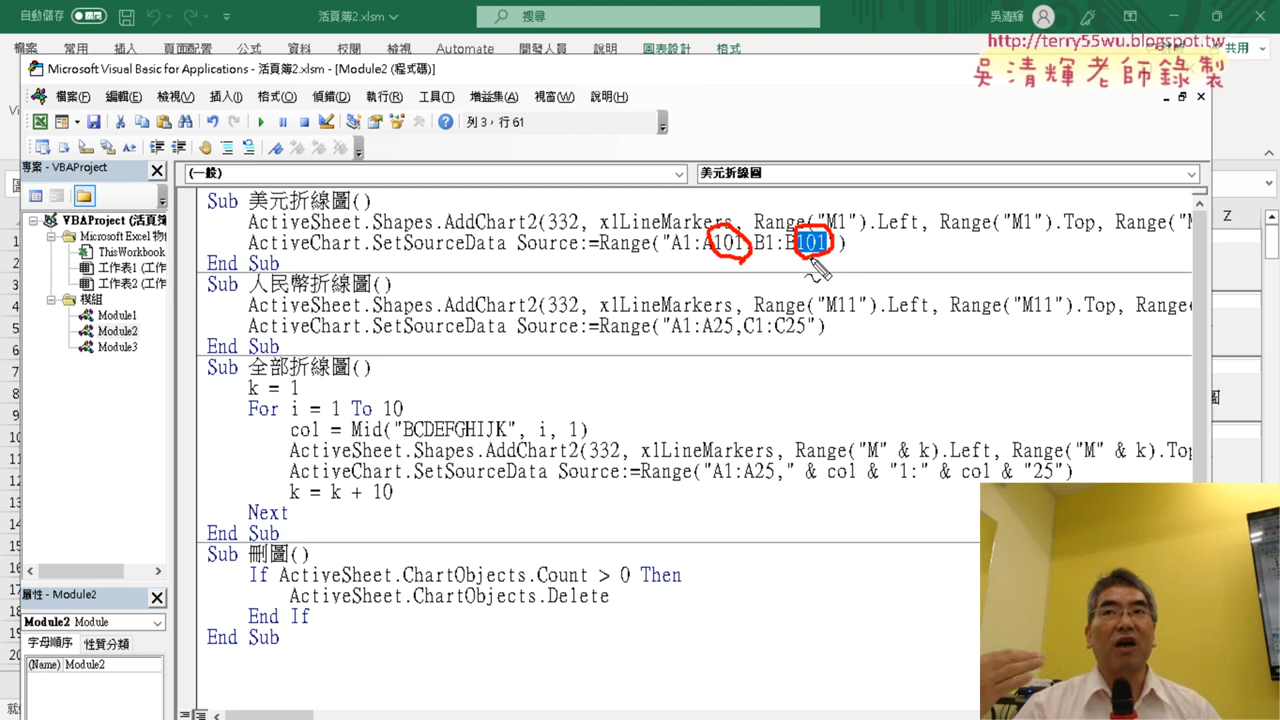 自動儲存
活頁簿2.xlsm
搜尋
吳清輝
檔案 常用 插入 頁面配置 公式 資料 校閱 檢視 Automate 開發人員 說明 圖表設計 格式
共用
http://terry55wu.blogspot.tw
吳清輝老師錄製
Microsoft Visual Basic for Applications - 活頁簿2.xlsm - [Module2 (程式碼)]
檔案(F) 編輯(E) 檢視(V) 插入(I) 格式(O) 偵錯(D) 執行(R) 工具(T) 增益集(A) 視窗(W) 說明(H)
列 3，行 61
專案 - VBAProject
(一般)
美元折線圖
VBAProject (活頁簿
Microsoft Excel 物件
ThisWorkbook
工作表1 (工作
工作表2 (工作
模組
Module1
Module2
Module3
屬性 - Module2
Module2 Module
字母順序 性質分類
(Name) Module2
Sub 美元折線圖()
ActiveSheet.Shapes.AddChart2(332, xlLineMarkers, Range("M1").Left, Range("M1").Top, Range("M
ActiveChart.SetSourceData Source:=Range("A1:A101,B1:B101")
End Sub
Sub 人民幣折線圖()
ActiveSheet.Shapes.AddChart2(332, xlLineMarkers, Range("M11").Left, Range("M11").Top, Range(
ActiveChart.SetSourceData Source:=Range("A1:A25,C1:C25")
End Sub
Sub 全部折線圖()
k = 1
For i = 1 To 10
col = Mid("BCDEFGHIJK", i, 1)
ActiveSheet.Shapes.AddChart2(332, xlLineMarkers, Range("M" & k).Left, Range("M" & k).Top
ActiveChart.SetSourceData Source:=Range("A1:A25," & col & "1:" & col & "25")
k = k + 10
Next
End Sub
Sub 刪圖()
If ActiveSheet.ChartObjects.Count > 0 Then
ActiveSheet.ChartObjects.Delete
End If
End Sub
Z